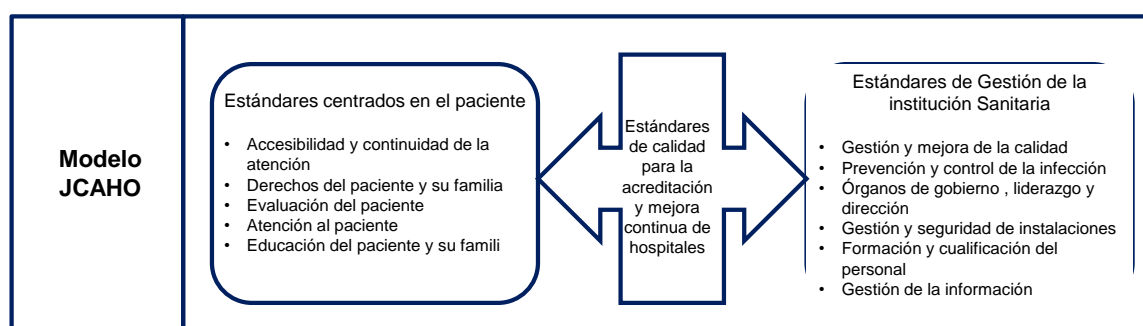 Modelo
JCAHO
Estándares centrados en el paciente
• Accesibilidad y continuidad de la
atención
• Derechos del paciente y su familia
• Evaluación del paciente
• Atención al paciente
• Educación del paciente y su famili
Estándares
de calidad
para la
acreditación
y mejora
continua de
hospitales
Estándares de Gestión de la
institución Sanitaria
• Gestión y mejora de la calidad
• Prevención y control de la infección
• Órganos de gobierno , liderazgo y
dirección
• Gestión y seguridad de instalaciones
• Formación y cualificación del
personal
• Gestión de la información